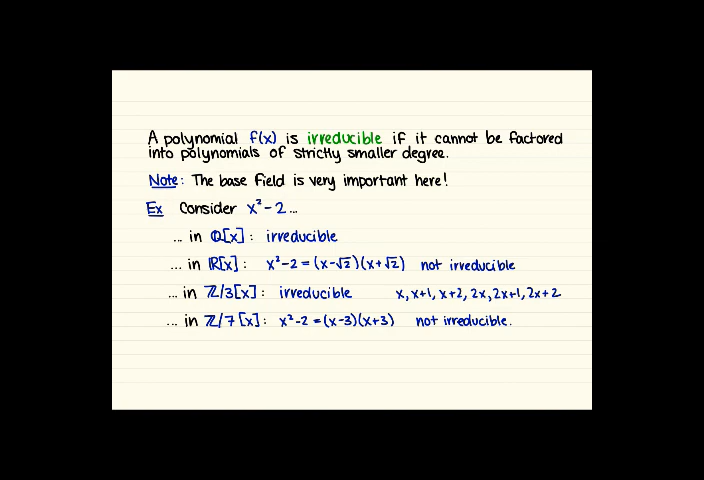 A polynomial f(x) is irreducible if it cannot be factored
into polynomials of strictly smaller degree.
Note: The base field is very important here!
Ex Consider x² - 2...
... in ℚ[x]: irreducible
... in ℝ[x]: x² - 2 = (x - √2)(x + √2) not irreducible
... in ℤ/3[x]: irreducible x, x+1, x+2, 2x, 2x+1, 2x+2
... in ℤ/7[x]: x² - 2 = (x - 3)(x + 3) not irreducible.